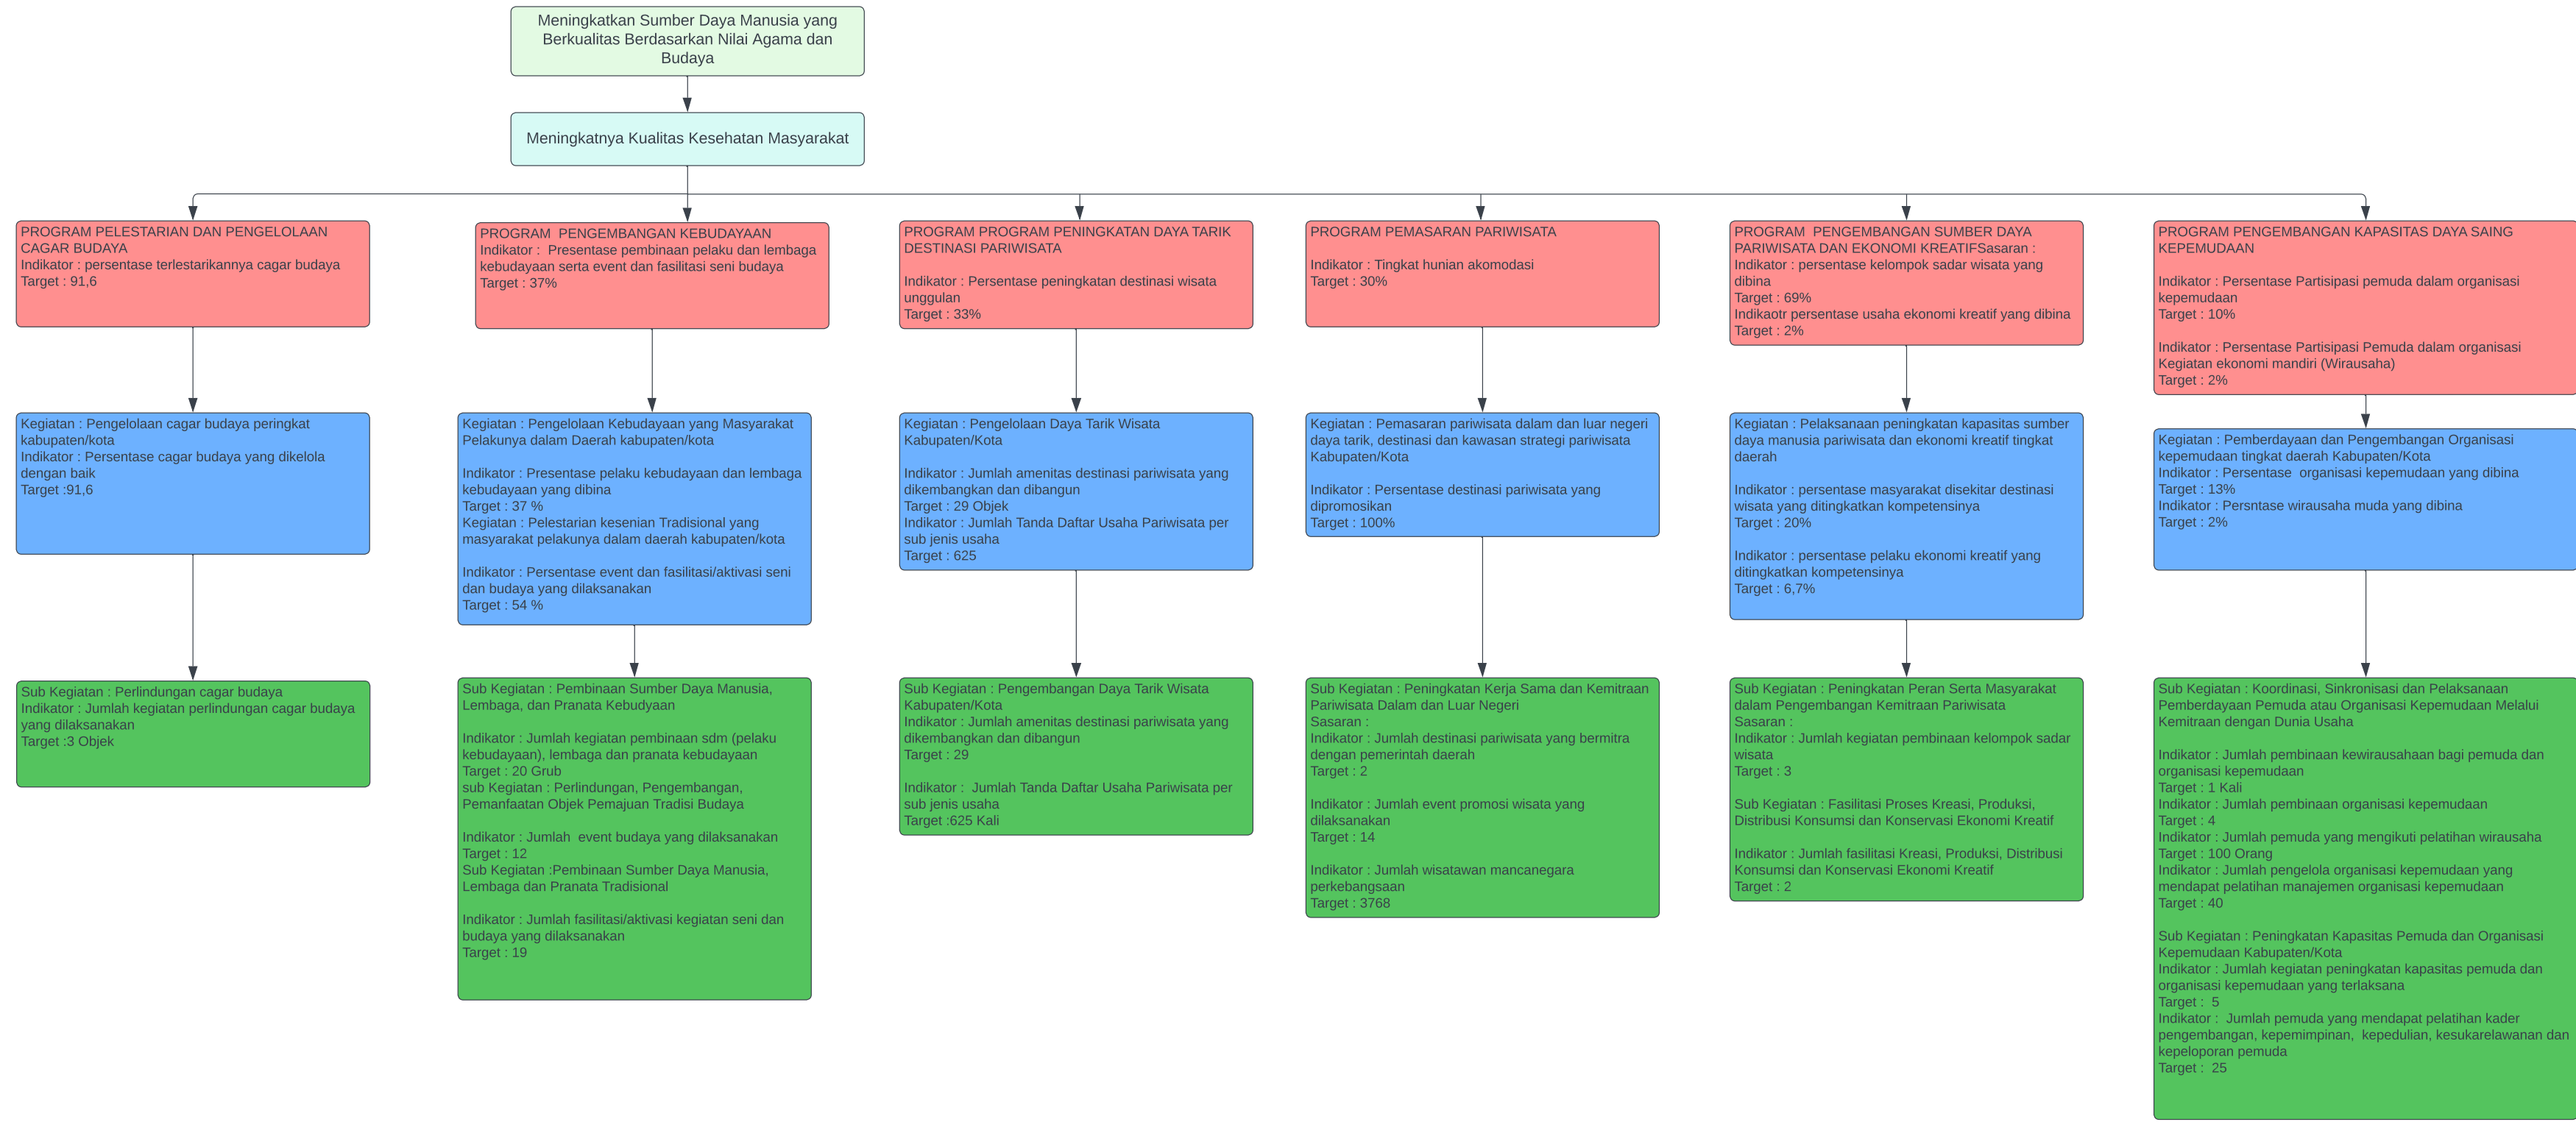 Meningkatkan Sumber Daya Manusia yang
Berkualitas Berdasarkan Nilai Agama dan
Budaya
Meningkatnya Kualitas Kesehatan Masyarakat
PROGRAM PELESTARIAN DAN PENGELOLAAN
CAGAR BUDAYA
Indikator : persentase terlestarikannya cagar budaya
Target : 91,6
PROGRAM  PENGEMBANGAN KEBUDAYAAN
Indikator :  Presentase pembinaan pelaku dan lembaga
kebudayaan serta event dan fasilitasi seni budaya
Target : 37%
PROGRAM PROGRAM PENINGKATAN DAYA TARIK
DESTINASI PARIWISATA
Indikator : Persentase peningkatan destinasi wisata
unggulan
Target : 33%
PROGRAM PEMASARAN PARIWISATA
Indikator : Tingkat hunian akomodasi
Target : 30%
PROGRAM  PENGEMBANGAN SUMBER DAYA
PARIWISATA DAN EKONOMI KREATIFSasaran :
Indikator : persentase kelompok sadar wisata yang
dibina
Target : 69%
Indikaotr persentase usaha ekonomi kreatif yang dibina
Target : 2%
PROGRAM PENGEMBANGAN KAPASITAS DAYA SAING
KEPEMUDAAN
Indikator : Persentase Partisipasi pemuda dalam organisasi
kepemudaan
Target : 10%
Indikator : Persentase Partisipasi Pemuda dalam organisasi
Kegiatan ekonomi mandiri (Wirausaha)
Target : 2%
Kegiatan : Pengelolaan cagar budaya peringkat
kabupaten/kota
Indikator : Persentase cagar budaya yang dikelola
dengan baik
Target :91,6
Kegiatan : Pengelolaan Kebudayaan yang Masyarakat
Pelakunya dalam Daerah kabupaten/kota
Indikator : Presentase pelaku kebudayaan dan lembaga
kebudayaan yang dibina
Target : 37 %
Kegiatan : Pelestarian kesenian Tradisional yang
masyarakat pelakunya dalam daerah kabupaten/kota
Indikator : Persentase event dan fasilitasi/aktivasi seni
dan budaya yang dilaksanakan
Target : 54 %
Kegiatan : Pengelolaan Daya Tarik Wisata
Kabupaten/Kota
Indikator : Jumlah amenitas destinasi pariwisata yang
dikembangkan dan dibangun
Target : 29 Objek
Indikator : Jumlah Tanda Daftar Usaha Pariwisata per
sub jenis usaha
Target : 625
Kegiatan : Pemasaran pariwisata dalam dan luar negeri
daya tarik, destinasi dan kawasan strategi pariwisata
Kabupaten/Kota
Indikator : Persentase destinasi pariwisata yang
dipromosikan
Target : 100%
Kegiatan : Pelaksanaan peningkatan kapasitas sumber
daya manusia pariwisata dan ekonomi kreatif tingkat
daerah
Indikator : persentase masyarakat disekitar destinasi
wisata yang ditingkatkan kompetensinya
Target : 20%
Indikator : persentase pelaku ekonomi kreatif yang
ditingkatkan kompetensinya
Target : 6,7%
Kegiatan : Pemberdayaan dan Pengembangan Organisasi
kepemudaan tingkat daerah Kabupaten/Kota
Indikator : Persentase  organisasi kepemudaan yang dibina
Target : 13%
Indikator : Persntase wirausaha muda yang dibina
Target : 2%
Sub Kegiatan : Perlindungan cagar budaya
Indikator : Jumlah kegiatan perlindungan cagar budaya
yang dilaksanakan
Target :3 Objek
Sub Kegiatan : Pembinaan Sumber Daya Manusia,
Lembaga, dan Pranata Kebudyaan
Indikator : Jumlah kegiatan pembinaan sdm (pelaku
kebudayaan), lembaga dan pranata kebudayaan
Target : 20 Grub
sub Kegiatan : Perlindungan, Pengembangan,
Pemanfaatan Objek Pemajuan Tradisi Budaya
Indikator : Jumlah  event budaya yang dilaksanakan
Target : 12
Sub Kegiatan :Pembinaan Sumber Daya Manusia,
Lembaga dan Pranata Tradisional
Indikator : Jumlah fasilitasi/aktivasi kegiatan seni dan
budaya yang dilaksanakan
Target : 19
Sub Kegiatan : Pengembangan Daya Tarik Wisata
Kabupaten/Kota
Indikator : Jumlah amenitas destinasi pariwisata yang
dikembangkan dan dibangun
Target : 29
Indikator :  Jumlah Tanda Daftar Usaha Pariwisata per
sub jenis usaha
Target :625 Kali
Sub Kegiatan : Peningkatan Kerja Sama dan Kemitraan
Pariwisata Dalam dan Luar Negeri
Sasaran :
Indikator : Jumlah destinasi pariwisata yang bermitra
dengan pemerintah daerah
Target : 2
Indikator : Jumlah event promosi wisata yang
dilaksanakan
Target : 14
Indikator : Jumlah wisatawan mancanegara
perkebangsaan
Target : 3768
Sub Kegiatan : Peningkatan Peran Serta Masyarakat
dalam Pengembangan Kemitraan Pariwisata
Sasaran :
Indikator : Jumlah kegiatan pembinaan kelompok sadar
wisata
Target : 3
Sub Kegiatan : Fasilitasi Proses Kreasi, Produksi,
Distribusi Konsumsi dan Konservasi Ekonomi Kreatif
Indikator : Jumlah fasilitasi Kreasi, Produksi, Distribusi
Konsumsi dan Konservasi Ekonomi Kreatif
Target : 2
Sub Kegiatan : Koordinasi, Sinkronisasi dan Pelaksanaan
Pemberdayaan Pemuda atau Organisasi Kepemudaan Melalui
Kemitraan dengan Dunia Usaha
Indikator : Jumlah pembinaan kewirausahaan bagi pemuda dan
organisasi kepemudaan
Target : 1 Kali
Indikator : Jumlah pembinaan organisasi kepemudaan
Target : 4
Indikator : Jumlah pemuda yang mengikuti pelatihan wirausaha
Target : 100 Orang
Indikator : Jumlah pengelola organisasi kepemudaan yang
mendapat pelatihan manajemen organisasi kepemudaan
Target : 40
Sub Kegiatan : Peningkatan Kapasitas Pemuda dan Organisasi
Kepemudaan Kabupaten/Kota
Indikator : Jumlah kegiatan peningkatan kapasitas pemuda dan
organisasi kepemudaan yang terlaksana
Target :  5
Indikator :  Jumlah pemuda yang mendapat pelatihan kader
pengembangan, kepemimpinan,  kepedulian, kesukarelawanan dan
kepeloporan pemuda
Target :  25